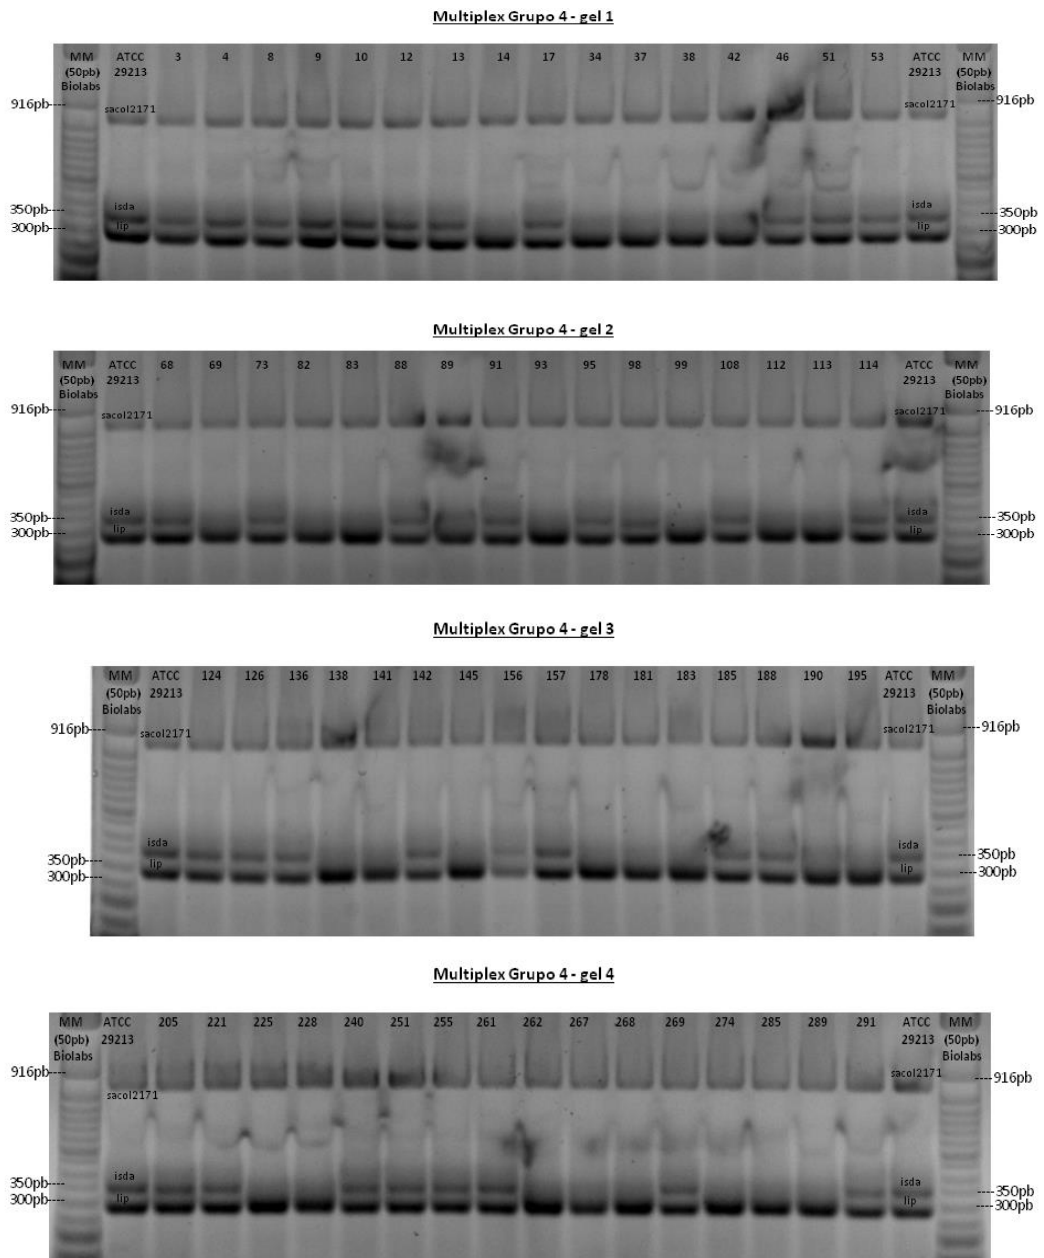 Multiplex Grupo 4 - gel 1
MM ATCC 3 4 8 9 10 12 13 14 17 34 37 38 42 46 51 53 ATCC MM
(50pb) 29213 29213 (50pb)
Biolabs Biolabs
916pb sacol2171 sacol2171 916pb
350pb isda isda 350pb
300pb lip lip 300pb
Multiplex Grupo 4 - gel 2
MM ATCC 68 69 73 82 83 88 89 91 93 95 98 99 108 112 113 114 ATCC MM
(50pb) 29213 29213 (50pb)
Biolabs Biolabs
916pb sacol2171 sacol2171 916pb
350pb isda isda 350pb
300pb lip lip 300pb
Multiplex Grupo 4 - gel 3
MM ATCC 124 126 136 138 141 142 145 156 157 178 181 183 185 188 190 195 ATCC MM
(50pb) 29213 29213 (50pb)
Biolabs Biolabs
916pb sacol2171 sacol2171 916pb
isda isda
350pb lip lip 350pb
300pb 300pb
Multiplex Grupo 4 - gel 4
MM ATCC 205 221 225 228 240 251 255 261 262 267 268 269 274 285 289 291 ATCC MM
(50pb) 29213 29213 (50pb)
Biolabs Biolabs
916pb sacol2171 sacol2171 916pb
350pb isda isda 350pb
300pb lip lip 300pb